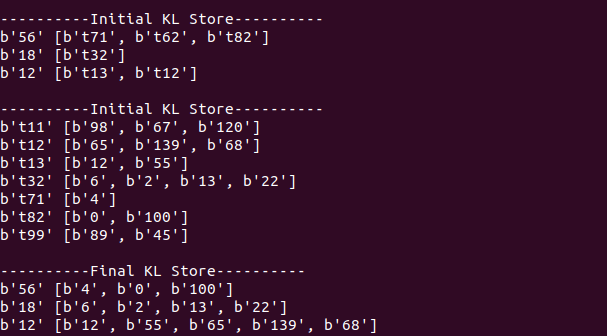 ----------Initial KL Store----------
b'56' [b't71', b't62', b't82']
b'18' [b't32']
b'12' [b't13', b't12']
----------Initial KL Store----------
b't11' [b'98', b'67', b'120']
b't12' [b'65', b'139', b'68']
b't13' [b'12', b'55']
b't32' [b'6', b'2', b'13', b'22']
b't71' [b'4']
b't82' [b'0', b'100']
b't99' [b'89', b'45']
----------Final KL Store----------
b'56' [b'4', b'0', b'100']
b'18' [b'6', b'2', b'13', b'22']
b'12' [b'12', b'55', b'65', b'139', b'68']